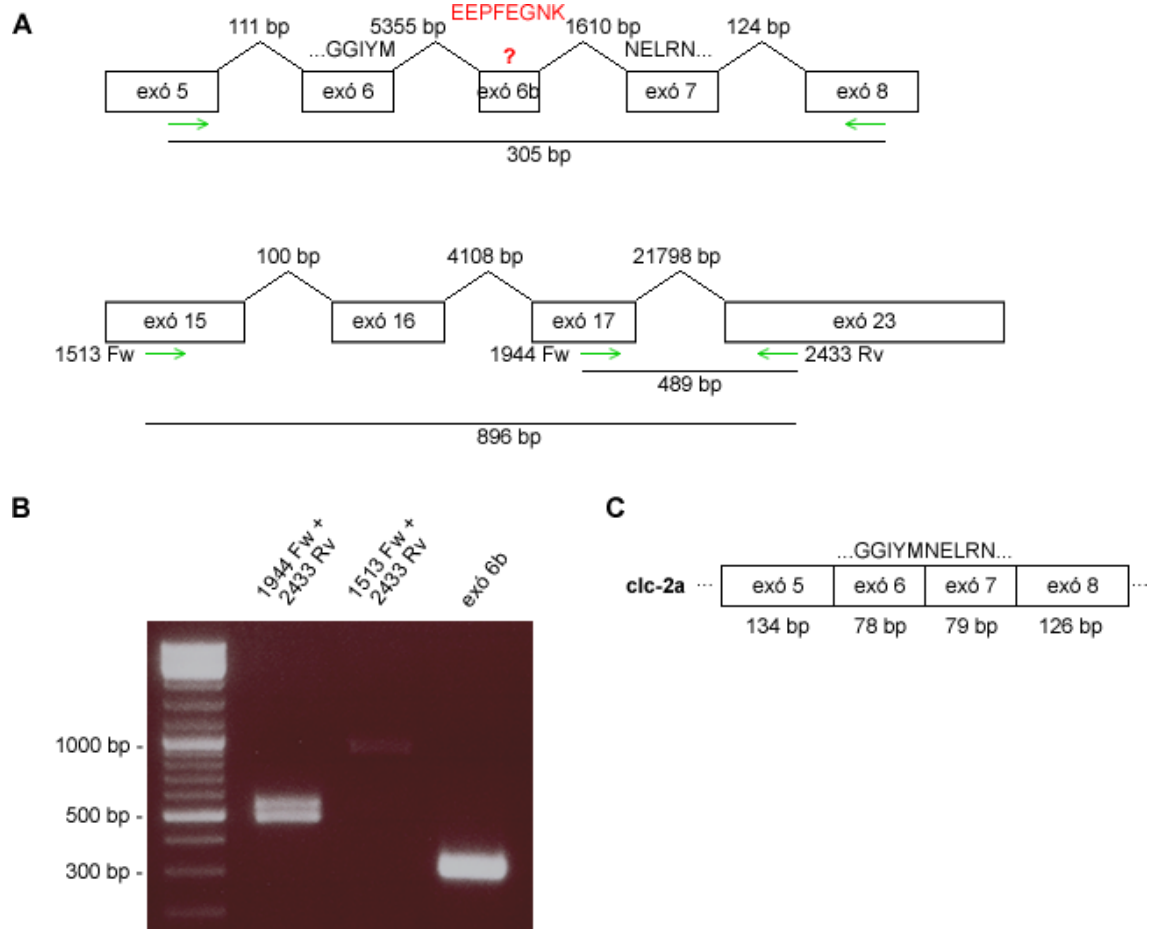 A
EEPFEGNK
111 bp 5355 bp 1610 bp 124 bp
...GGIYM ? NELRN...
exó 5 exó 6 exó 6b exó 7 exó 8
305 bp
100 bp 4108 bp 21798 bp
exó 15 exó 16 exó 17 exó 23
1513 Fw 1944 Fw 2433 Rv
489 bp
896 bp
B
1944 Fw +
2433 Rv
1513 Fw +
2433 Rv
exó 6b
1000 bp -
500 bp -
300 bp -
C
...GGIYMNELRN...
clc-2a ... exó 5 exó 6 exó 7 exó 8 ...
134 bp 78 bp 79 bp 126 bp